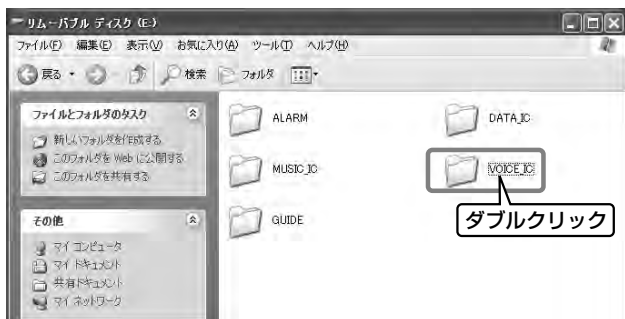 リムーバブル ディスク (E:)
ファイル(F) 編集(E) 表示(V) お気に入り(A) ツール(T) ヘルプ(H)
戻る 検索 フォルダ
ファイルとフォルダのタスク
新しいフォルダを作成する
このフォルダを Web に公開する
このフォルダを共有する
その他
マイ コンピュータ
マイ ドキュメント
共有ドキュメント
マイ ネットワーク
ALARM
DATA_IC
MUSIC_IC
VOICE_IC
GUIDE
ダブルクリック